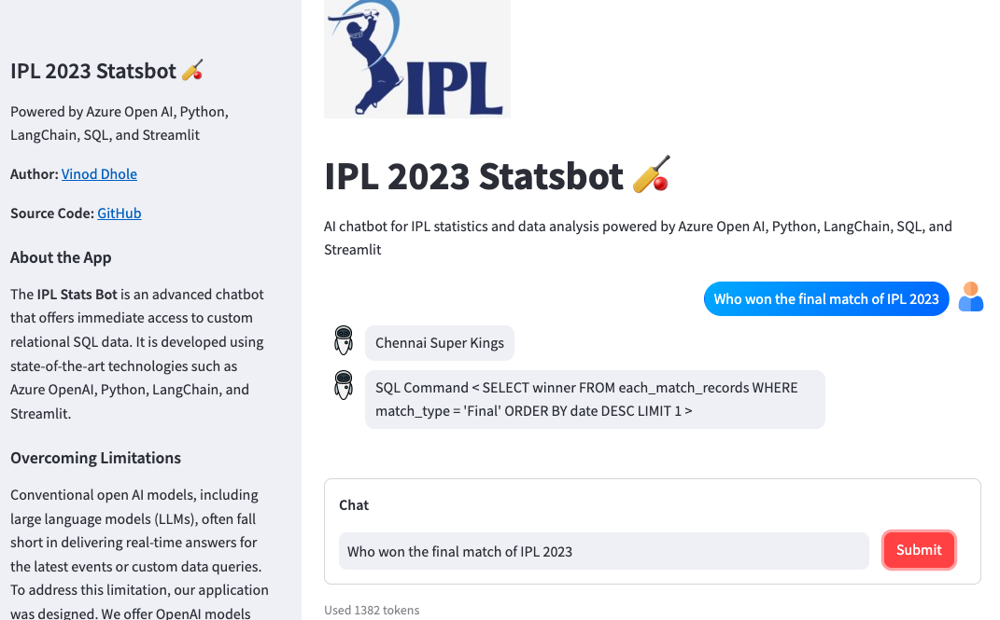 IPL 2023 Statsbot
Powered by Azure Open AI, Python,
LangChain, SQL, and Streamlit
Author: Vinod Dhole
Source Code: GitHub
About the App
The IPL Stats Bot is an advanced chatbot
that offers immediate access to custom
relational SQL data. It is developed using
state-of-the-art technologies such as
Azure OpenAI, Python, LangChain, and
Streamlit.
Overcoming Limitations
Conventional open AI models, including
large language models (LLMs), often fall
short in delivering real-time answers for
the latest events or custom data queries.
To address this limitation, our application
was designed. We offer OpenAI models
IPL
IPL 2023 Statsbot
AI chatbot for IPL statistics and data analysis powered by Azure Open AI, Python, LangChain, SQL, and
Streamlit
Who won the final match of IPL 2023
Chennai Super Kings
SQL Command < SELECT winner FROM each_match_records WHERE
match_type = 'Final' ORDER BY date DESC LIMIT 1 >
Chat
Who won the final match of IPL 2023
Submit
Used 1382 tokens